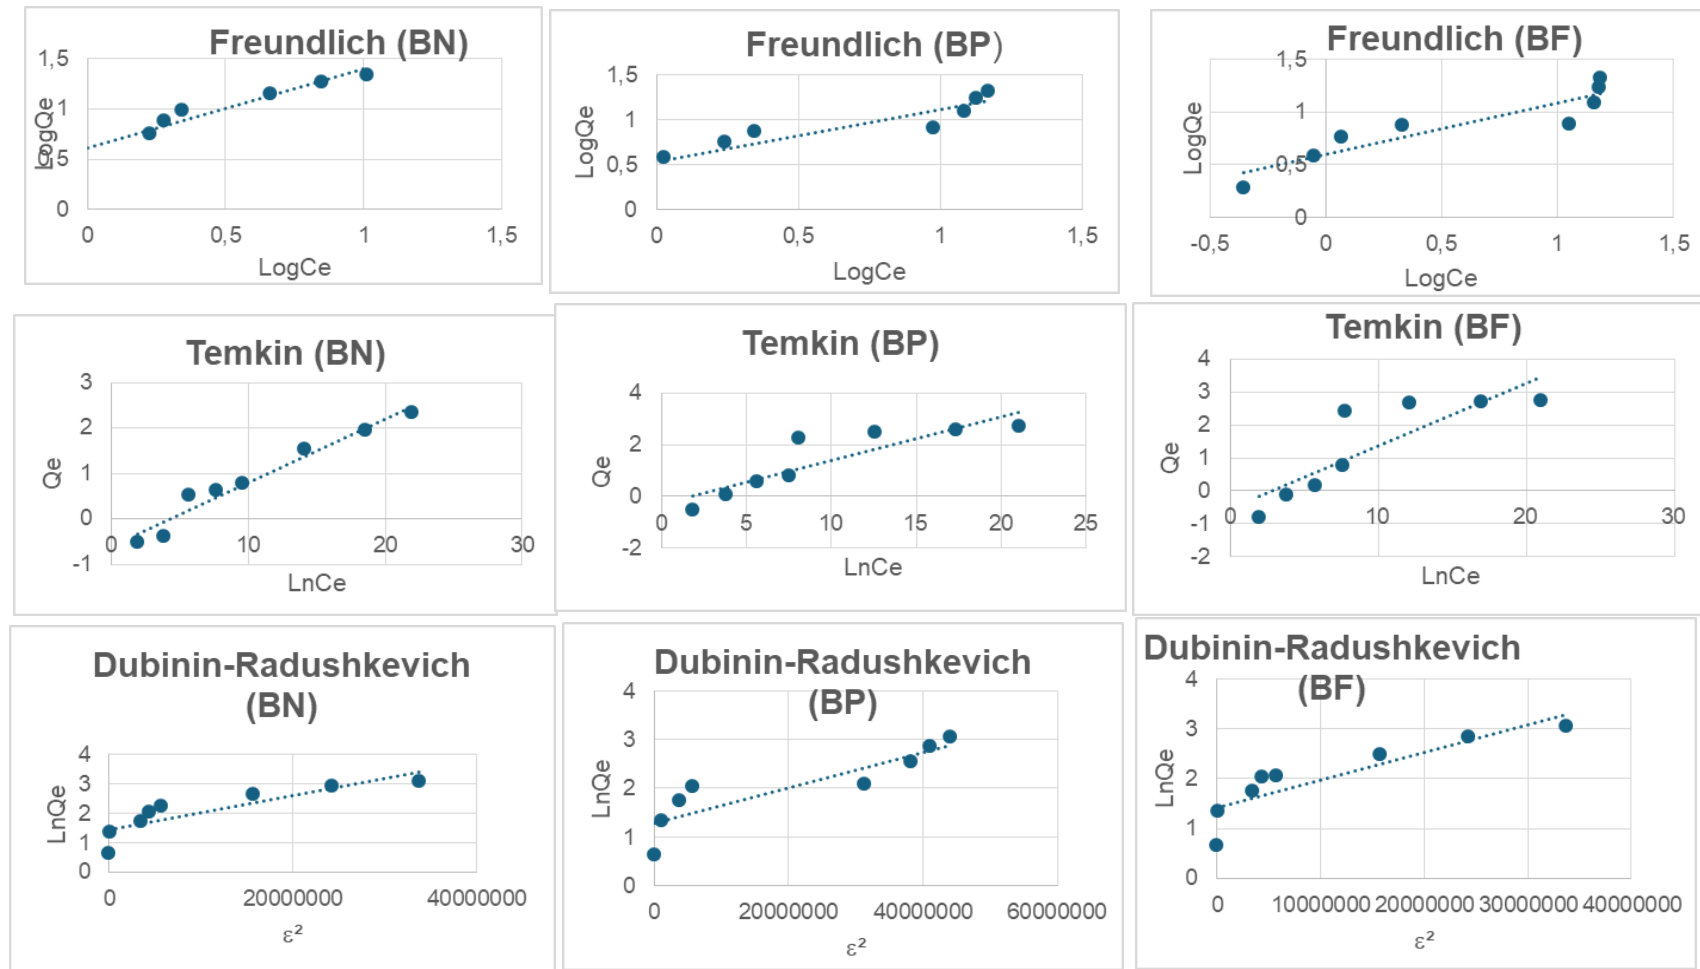 Freundlich (BN)
1,5
1
0,5
0
LogQe
0
0,5
1
1,5
LogCe
Freundlich (BP)
1,5
1
0,5
0
LogQe
0
0,5
1
1,5
LogCe
Freundlich (BF)
1,5
1
0,5
0
LogQe
-0,5
0
0,5
1
1,5
LogCe
Temkin (BN)
3
2
1
0
-1
Qe
0
10
20
30
LnCe
Temkin (BP)
4
2
0
-2
Qe
0
5
10
15
20
25
LnCe
Temkin (BF)
4
3
2
1
0
-1
-2
Qe
0
10
20
30
LnCe
Dubinin-Radushkevich
(BN)
4
3
2
1
0
LnQe
0
20000000
40000000
ε²
Dubinin-Radushkevich
(BP)
4
3
2
1
0
LnQe
0
20000000
40000000
60000000
ε²
Dubinin-Radushkevich
(BF)
4
3
2
1
0
LnQe
0
10000000
20000000
30000000
40000000
ε²